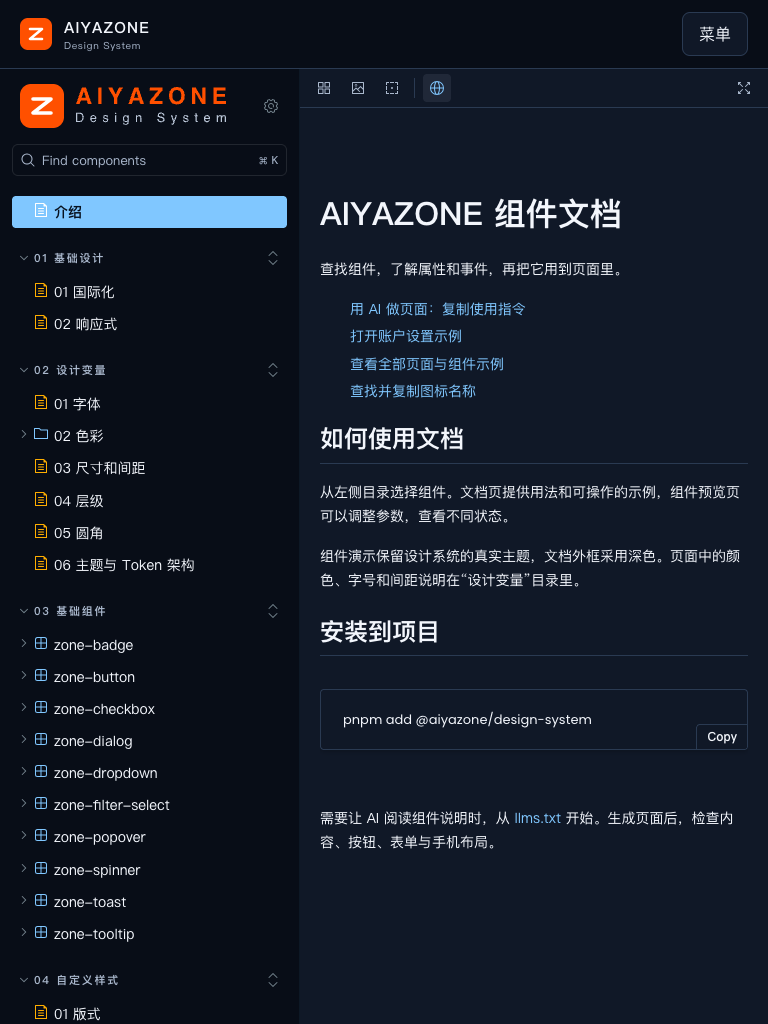 AIYAZONE
Design System
菜单
AIYAZONE
Design System
Find components
⌘ K
介绍
01 基础设计
01 国际化
02 响应式
02 设计变量
01 字体
02 色彩
03 尺寸和间距
04 层级
05 圆角
06 主题与 Token 架构
03 基础组件
zone-badge
zone-button
zone-checkbox
zone-dialog
zone-dropdown
zone-filter-select
zone-popover
zone-spinner
zone-toast
zone-tooltip
04 自定义样式
01 版式
AIYAZONE 组件文档
查找组件，了解属性和事件，再把它用到页面里。
用 AI 做页面：复制使用指令
打开账户设置示例
查看全部页面与组件示例
查找并复制图标名称
如何使用文档
从左侧目录选择组件。文档页提供用法和可操作的示例，组件预览页
可以调整参数，查看不同状态。
组件演示保留设计系统的真实主题，文档外框采用深色。页面中的颜
色、字号和间距说明在“设计变量”目录里。
安装到项目
pnpm add @aiyazone/design-system
Copy
需要让 AI 阅读组件说明时，从 llms.txt 开始。生成页面后，检查内
容、按钮、表单与手机布局。